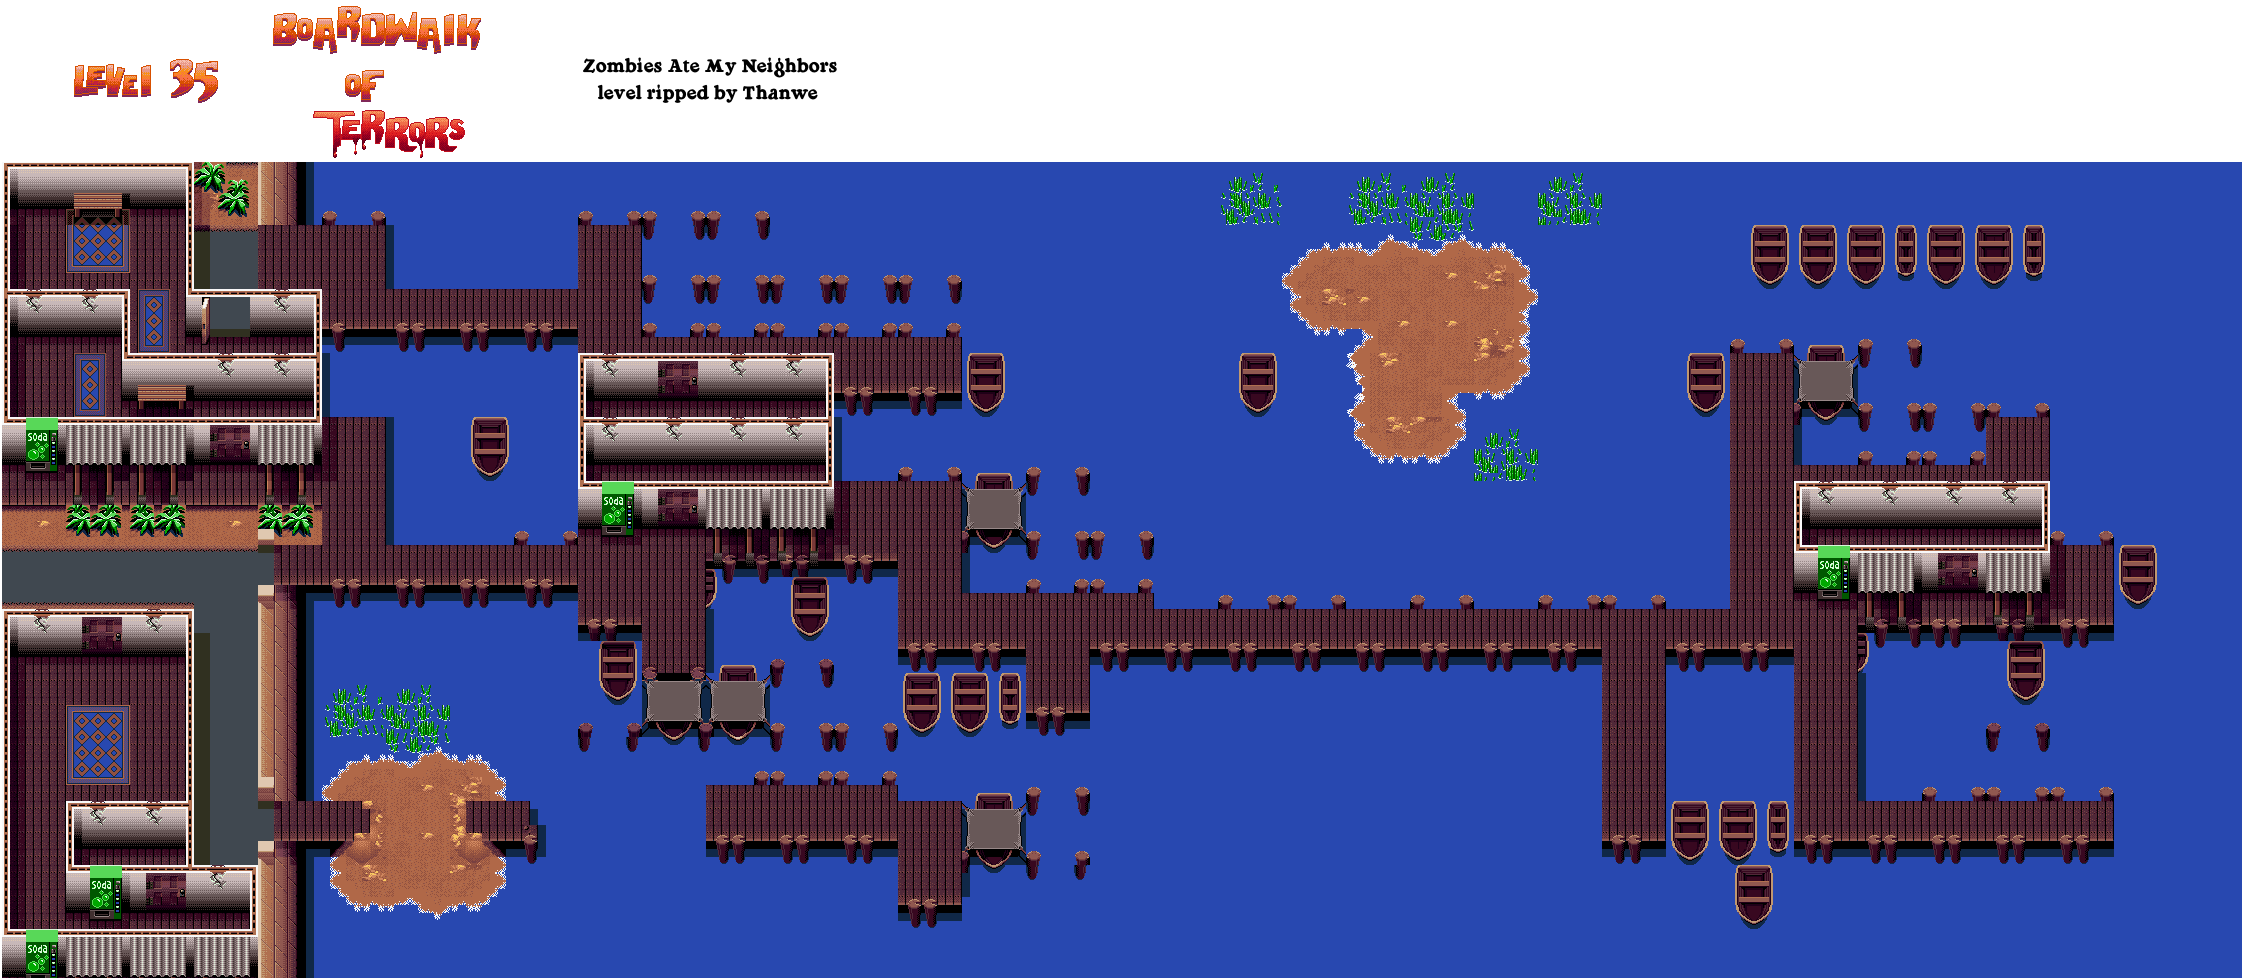 LEVEL 35
BOARDWALK
OF
TERRORS
Zombies Ate My Neighbors
level ripped by Thanwe
soda
soda
soda
soda
soda